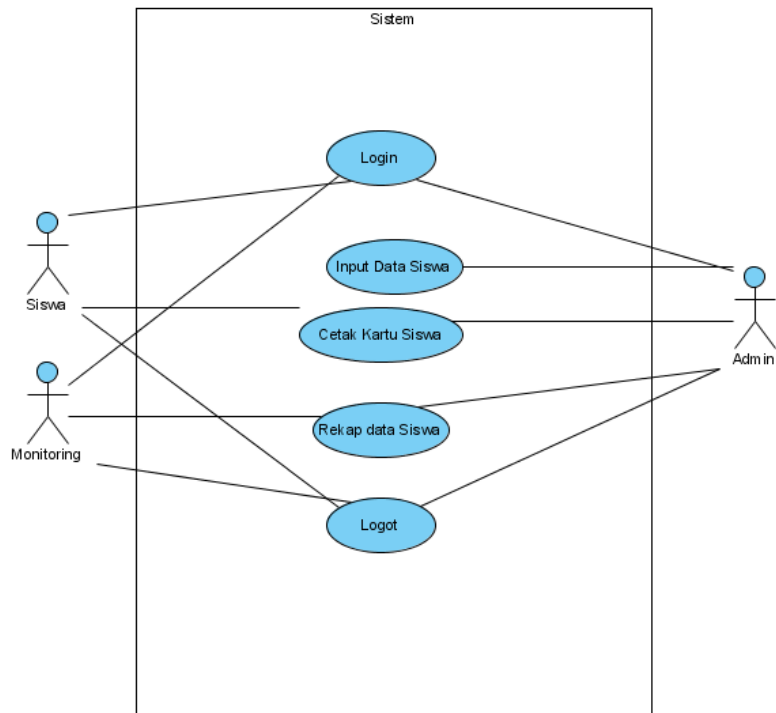 Sistem
Login
Siswa
Input Data Siswa
Cetak Kartu Siswa
Admin
Monitoring
Rekap data Siswa
Logot